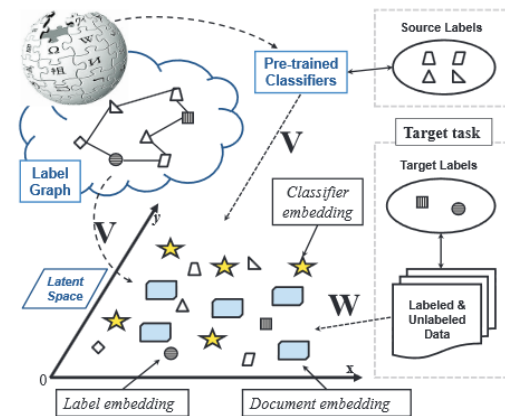 Source Labels
Pre-trained
Classifiers
V
Label
Graph
Target task
Target Labels
Classifier
embedding
V
y
Latent
Space
W
Labeled &
Unlabeled
Data
0
x
Label embedding
Document embedding